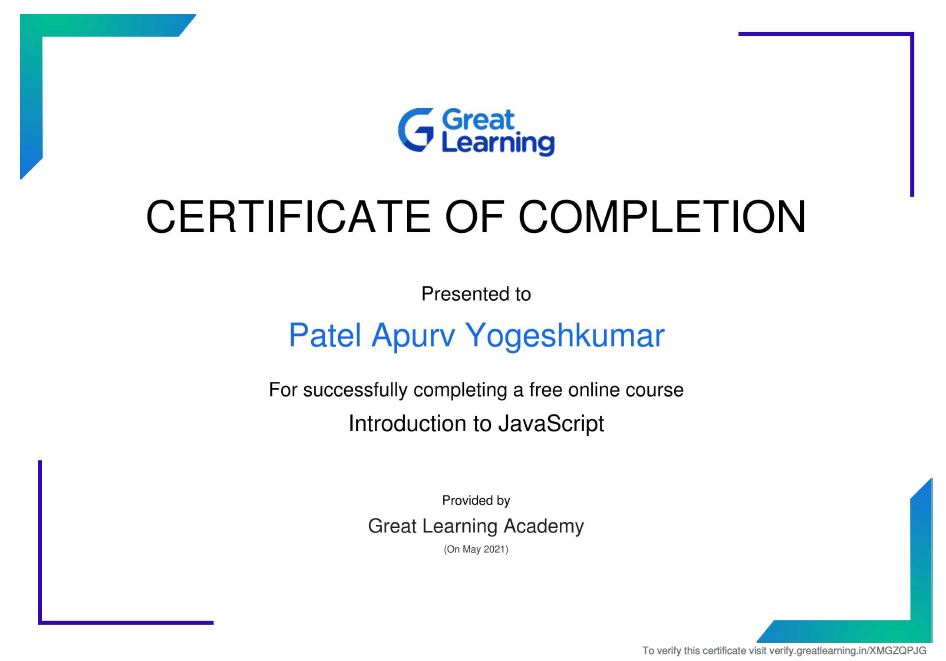 Great
Learning
CERTIFICATE OF COMPLETION
Presented to
Patel Apurv Yogeshkumar
For successfully completing a free online course
Introduction to JavaScript
Provided by
Great Learning Academy
(On May 2021)
To verify this certificate visit verify.greatlearning.in/XMGZQPJG